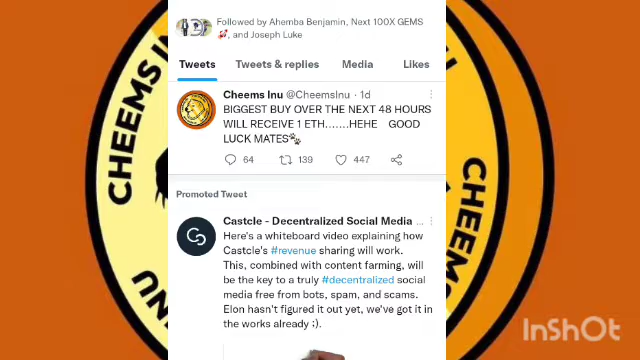 Followed by Ahemba Benjamin, Next 100X GEMS
, and Joseph Luke
Tweets Tweets & replies Media Likes
Cheems Inu @CheemsInu · 1d
BIGGEST BUY OVER THE NEXT 48 HOURS
WILL RECEIVE 1 ETH.......HEHE GOOD
LUCK MATES🐾
64 139 447
Promoted Tweet
Castcle - Decentralized Social Media ...
Here's a whiteboard video explaining how
Castcle's #revenue sharing will work.
This, combined with content farming, will
be the key to a truly #decentralized social
media free from bots, spam, and scams.
Elon hasn't figured it out yet, we've got it in
the works already ;).
CHEEMS IN
INU
CHEEMS
CHEEMS
InShOt